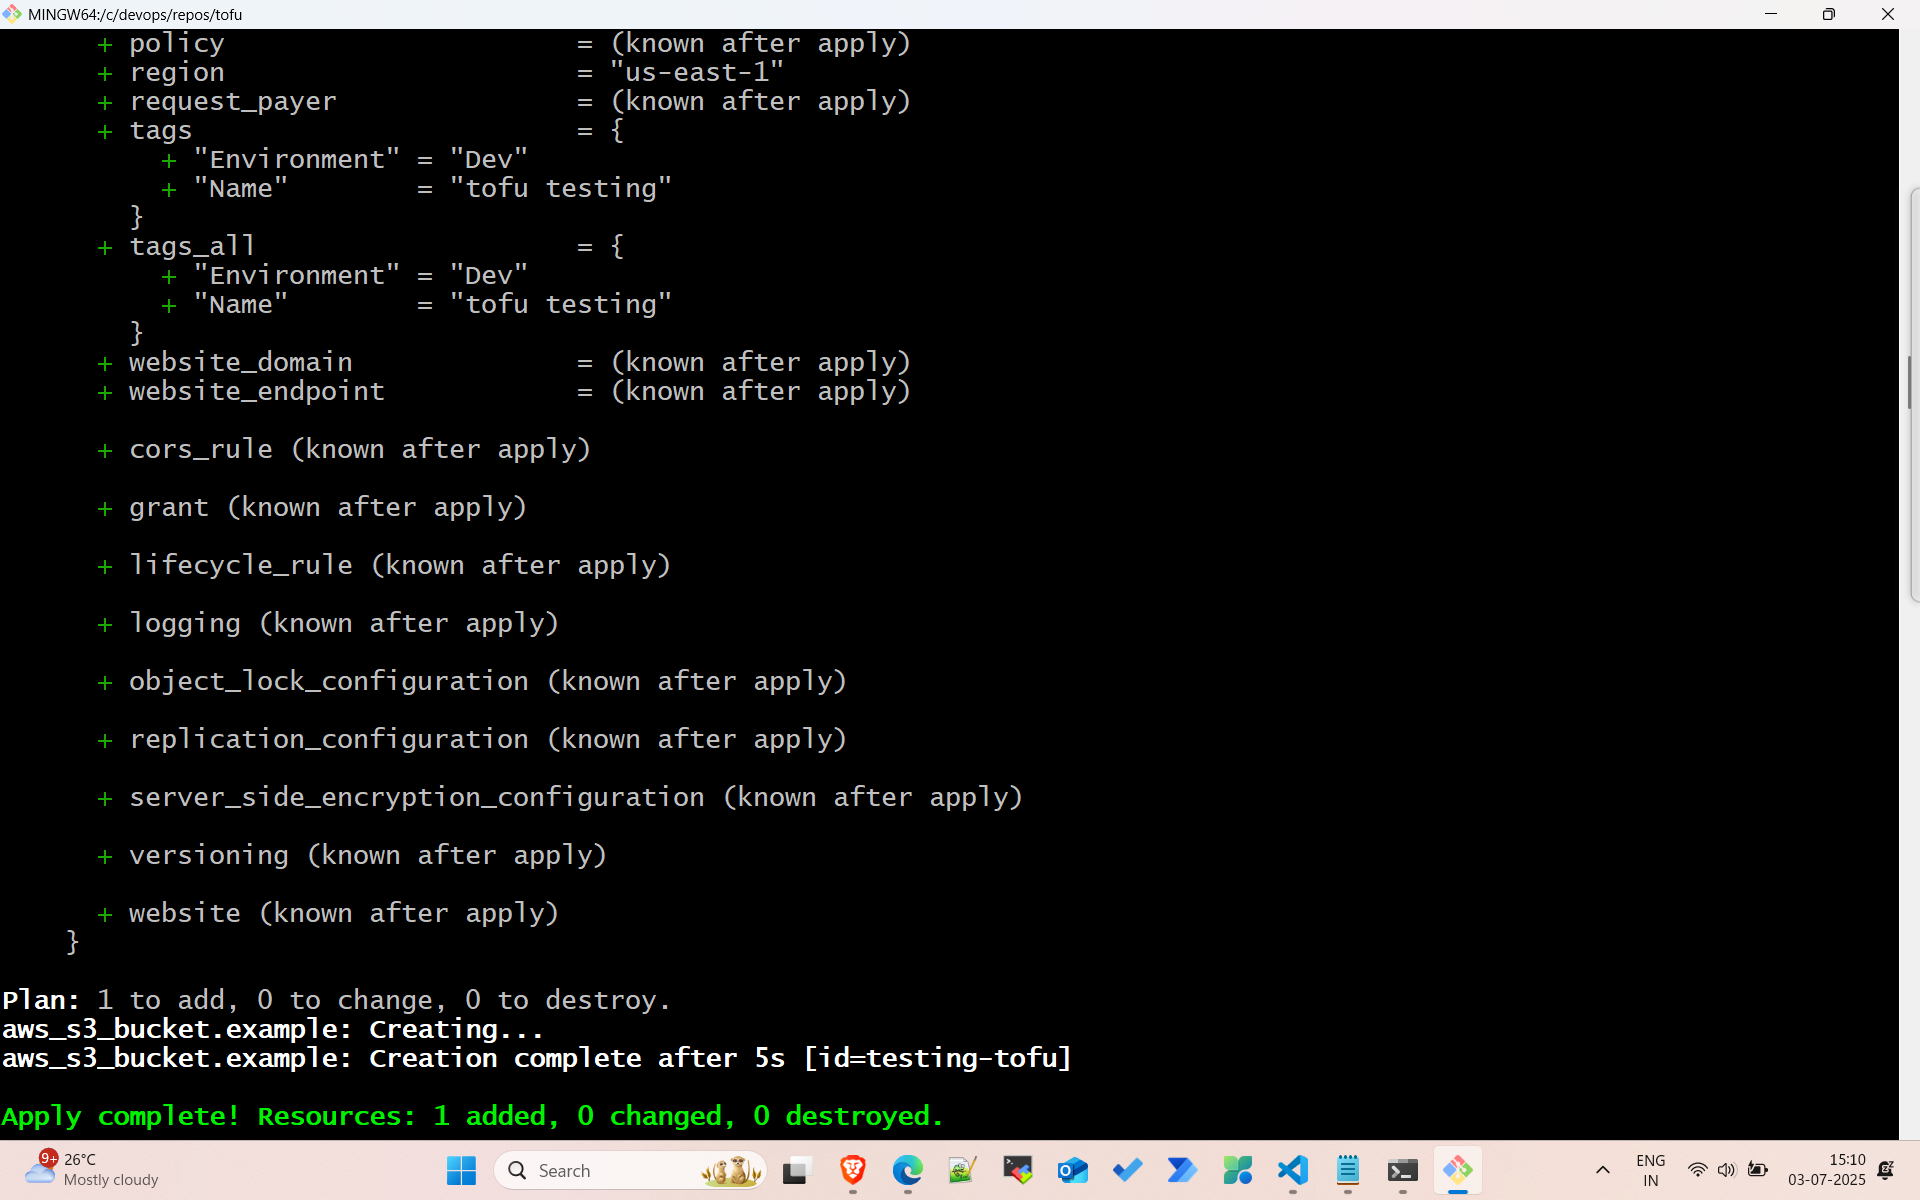 MINGW64:/c/devops/repos/tofu
+ policy = (known after apply)
+ region = "us-east-1"
+ request_payer = (known after apply)
+ tags = {
+ "Environment" = "Dev"
+ "Name" = "tofu testing"
}
+ tags_all = {
+ "Environment" = "Dev"
+ "Name" = "tofu testing"
}
+ website_domain = (known after apply)
+ website_endpoint = (known after apply)
+ cors_rule (known after apply)
+ grant (known after apply)
+ lifecycle_rule (known after apply)
+ logging (known after apply)
+ object_lock_configuration (known after apply)
+ replication_configuration (known after apply)
+ server_side_encryption_configuration (known after apply)
+ versioning (known after apply)
+ website (known after apply)
}
Plan: 1 to add, 0 to change, 0 to destroy.
aws_s3_bucket.example: Creating...
aws_s3_bucket.example: Creation complete after 5s [id=testing-tofu]
Apply complete! Resources: 1 added, 0 changed, 0 destroyed.
9+
26°C
Mostly cloudy
Search
ENG
IN
15:10
03-07-2025